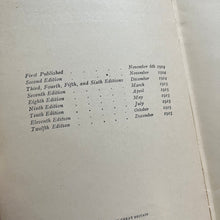 First Published . . . November 6th 1914
Second Edition . . . November 1914
Third, Fourth, Fifth, and Sixth Editions December 1914
Seventh Edition . . . March 1915
Eighth Edition . . . April 1915
Ninth Edition . . . May 1915
Tenth Edition . . . July 1915
Eleventh Edition . . . October 1915
Twelfth Edition . . . December 1915
GREAT BRITAIN